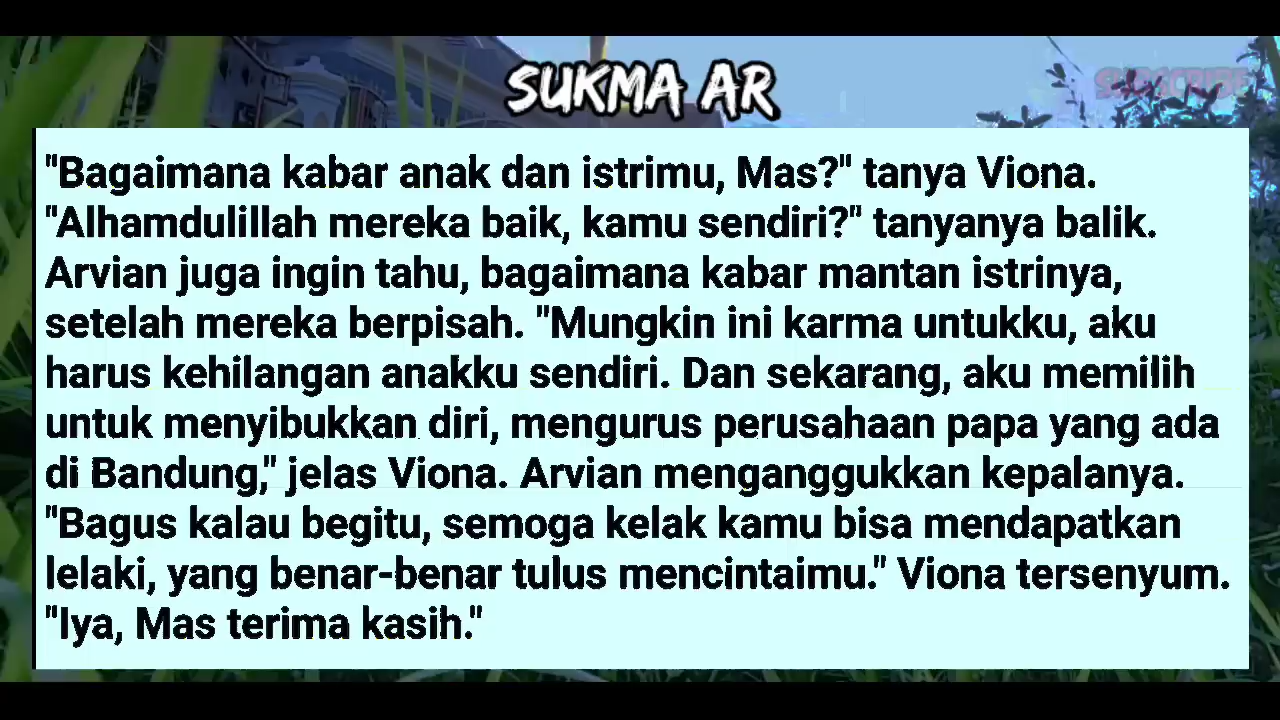 SUKMA AR
SUBSCRIBE
"Bagaimana kabar anak dan istrimu, Mas?" tanya Viona.
"Alhamdulillah mereka baik, kamu sendiri?" tanyanya balik.
Arvian juga ingin tahu, bagaimana kabar mantan istrinya,
setelah mereka berpisah. "Mungkin ini karma untukku, aku
harus kehilangan anakku sendiri. Dan sekarang, aku memilih
untuk menyibukkan diri, mengurus perusahaan papa yang ada
di Bandung," jelas Viona. Arvian menganggukkan kepalanya.
"Bagus kalau begitu, semoga kelak kamu bisa mendapatkan
lelaki, yang benar-benar tulus mencintaimu." Viona tersenyum.
"Iya, Mas terima kasih."